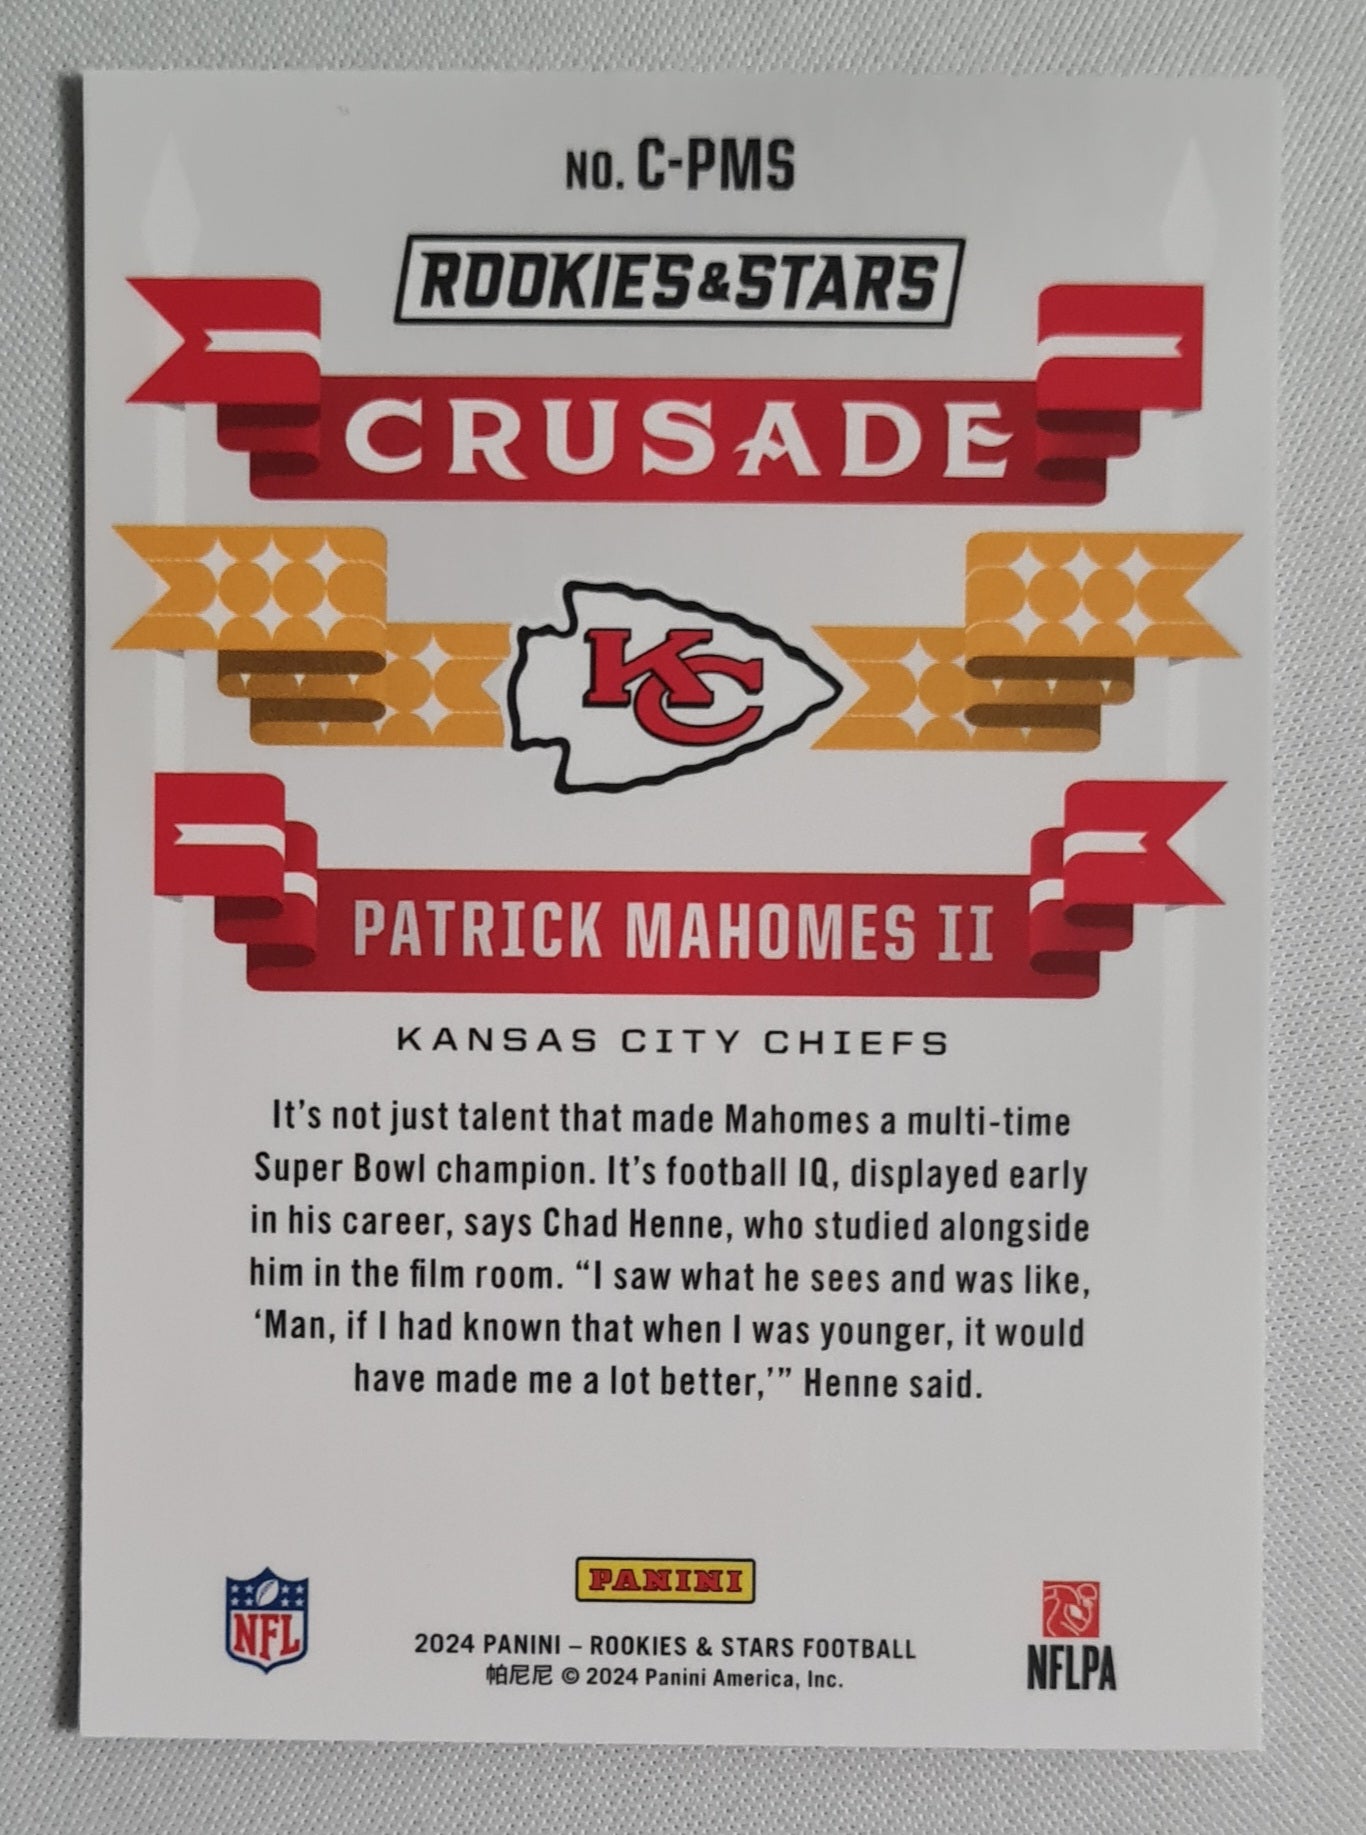 NO. C-PMS
ROOKIES & STARS
CRUSADE
KC
PATRICK MAHOMES II
KANSAS CITY CHIEFS
It's not just talent that made Mahomes a multi-time
Super Bowl champion. It's football IQ, displayed early
in his career, says Chad Henne, who studied alongside
him in the film room. “I saw what he sees and was like,
‘Man, if I had known that when I was younger, it would
have made me a lot better,’” Henne said.
PANINI
NFL
2024 PANINI – ROOKIES & STARS FOOTBALL
帕尼尼 © 2024 Panini America, Inc.
NFLPA